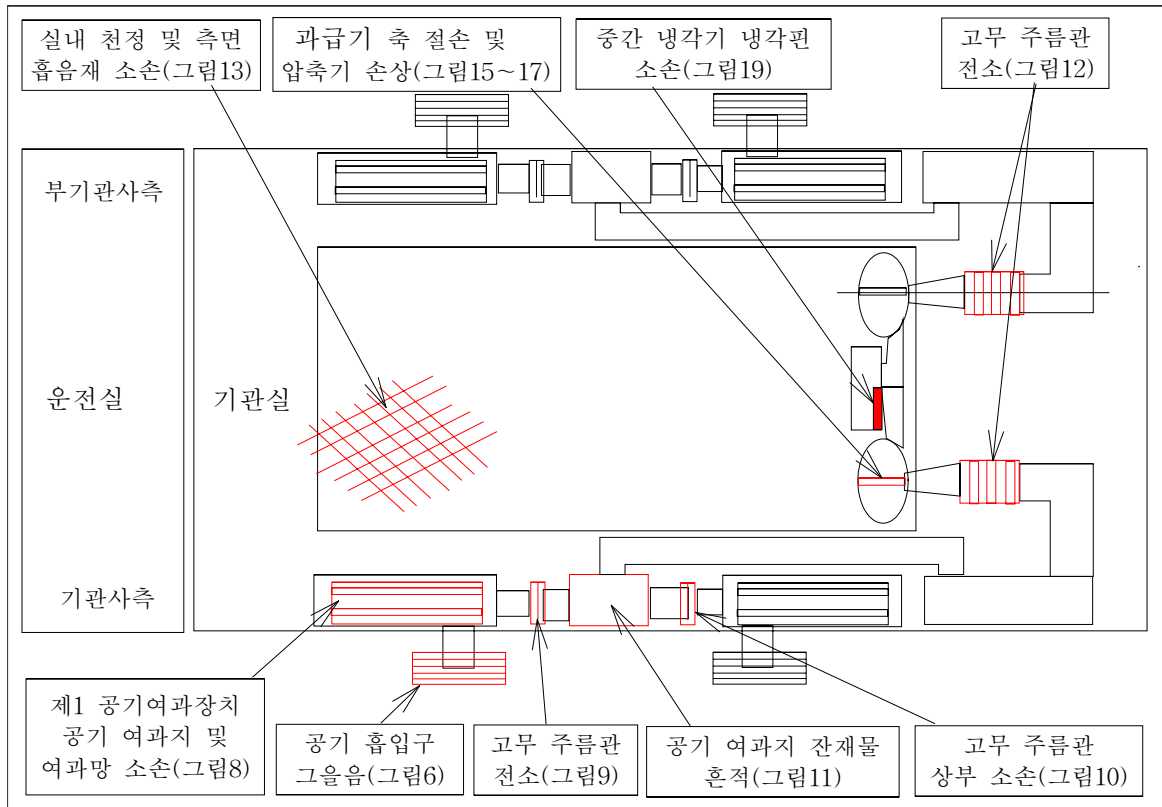 실내 천정 및 측면
흡음재 소손(그림13)
과급기 축 절손 및
압축기 손상(그림15~17)
중간 냉각기 냉각핀
소손(그림19)
고무 주름관
전소(그림12)
부기관사측
운전실
기관실
기관사측
제1 공기여과장치
공기 여과지 및
여과망 소손(그림8)
공기 흡입구
그을음(그림6)
고무 주름관
전소(그림9)
공기 여과지 잔재물
흔적(그림11)
고무 주름관
상부 소손(그림10)